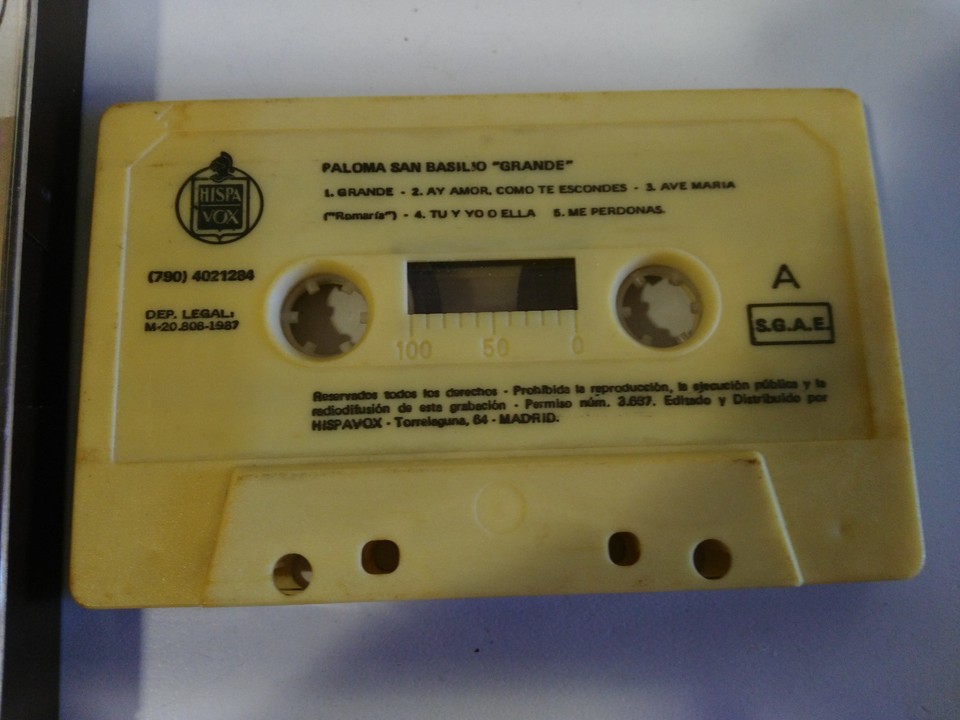 PALOMA SAN BASILIO "GRANDE"
1. GRANDE - 2. AY AMOR, COMO TE ESCONDES - 3. AVE MARIA
("Romaría") - 4. TU Y YO O ELLA 5. ME PERDONAS.
HISPA
VOX
(790) 4021284
DEP. LEGAL:
M-20.806-1987
A
S.G.A.E.
100 50 0
Reservados todos los derechos - Prohibida la reproducción, la ejecución pública y la
radiodifusión de esta grabación - Permiso núm. 3.687. Editado y Distribuido por
HISPAVOX - Torrelaguna, 64 - MADRID.